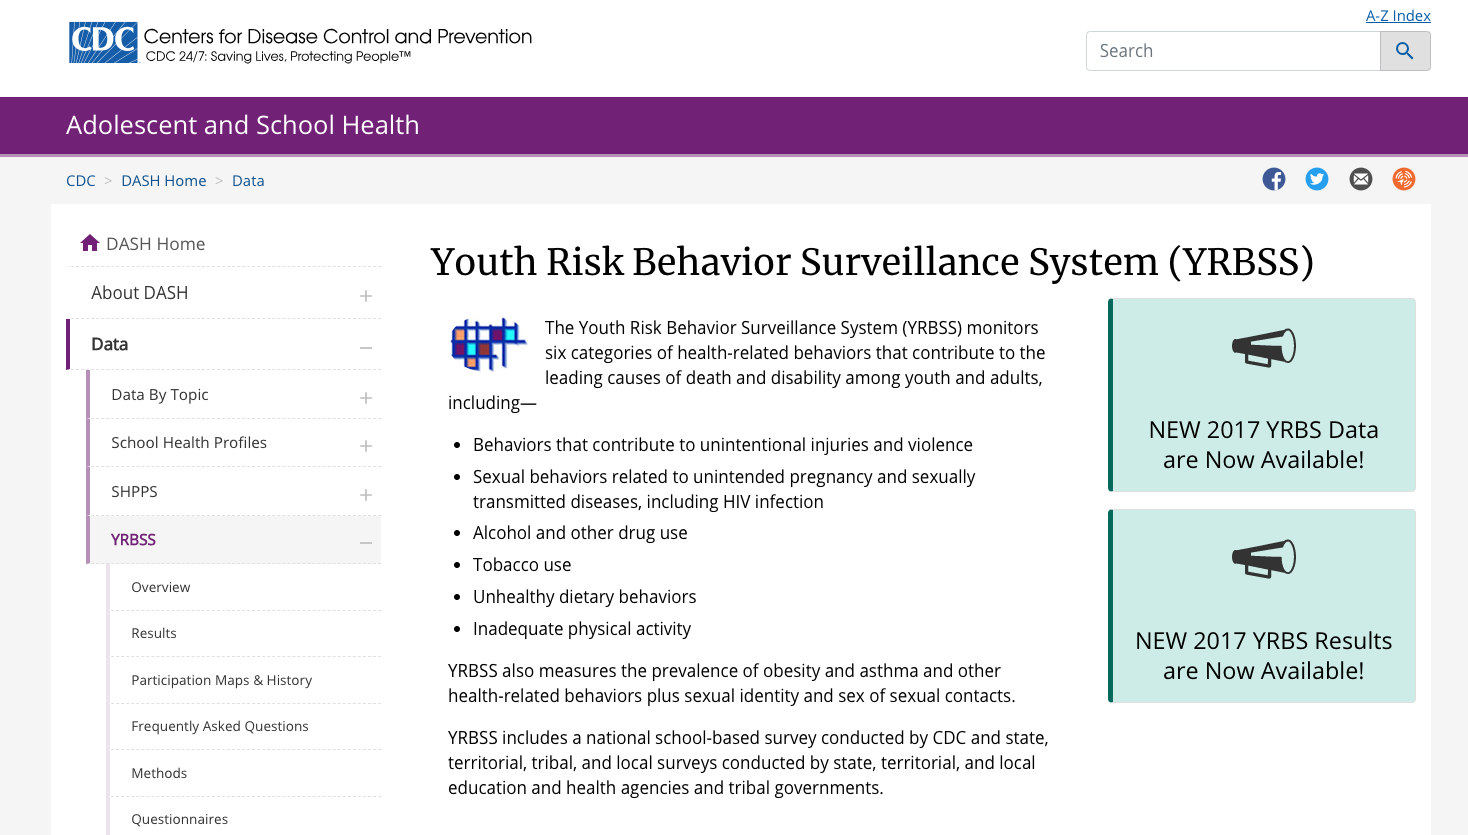 A-Z Index
CDC Centers for Disease Control and Prevention
CDC 24/7: Saving Lives, Protecting People™
Search
Adolescent and School Health
CDC > DASH Home > Data
DASH Home
About DASH
Data
Data By Topic
School Health Profiles
SHPPS
YRBSS
Overview
Results
Participation Maps & History
Frequently Asked Questions
Methods
Questionnaires
Youth Risk Behavior Surveillance System (YRBSS)
The Youth Risk Behavior Surveillance System (YRBSS) monitors
six categories of health-related behaviors that contribute to the
leading causes of death and disability among youth and adults,
including—
• Behaviors that contribute to unintentional injuries and violence
• Sexual behaviors related to unintended pregnancy and sexually
transmitted diseases, including HIV infection
• Alcohol and other drug use
• Tobacco use
• Unhealthy dietary behaviors
• Inadequate physical activity
YRBSS also measures the prevalence of obesity and asthma and other
health-related behaviors plus sexual identity and sex of sexual contacts.
YRBSS includes a national school-based survey conducted by CDC and state,
territorial, tribal, and local surveys conducted by state, territorial, and local
education and health agencies and tribal governments.
NEW 2017 YRBS Data
are Now Available!
NEW 2017 YRBS Results
are Now Available!